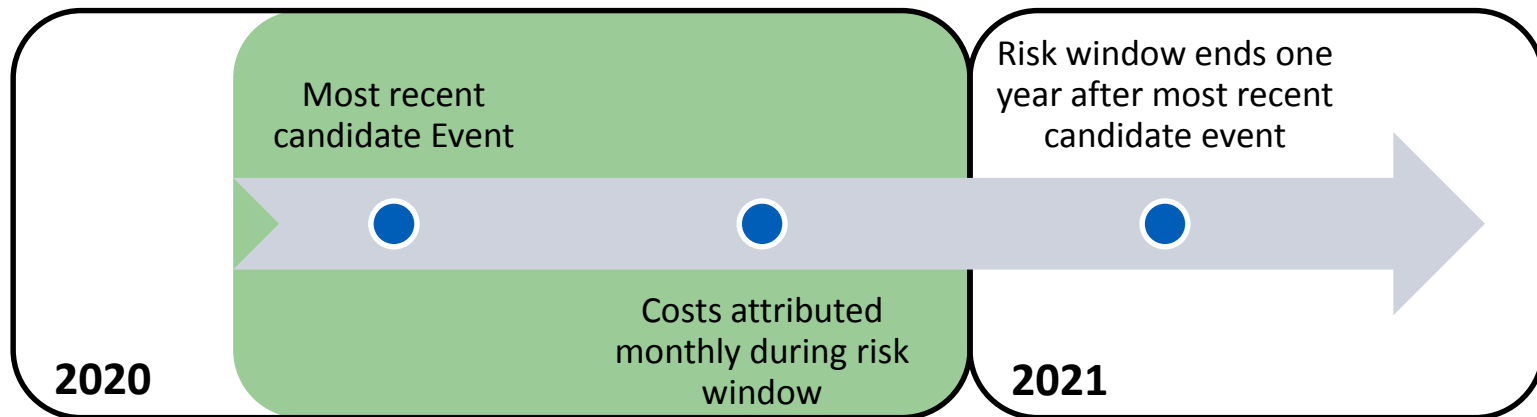 Most recent
candidate Event
Costs attributed
monthly during risk
window
2020
Risk window ends one
year after most recent
candidate event
2021